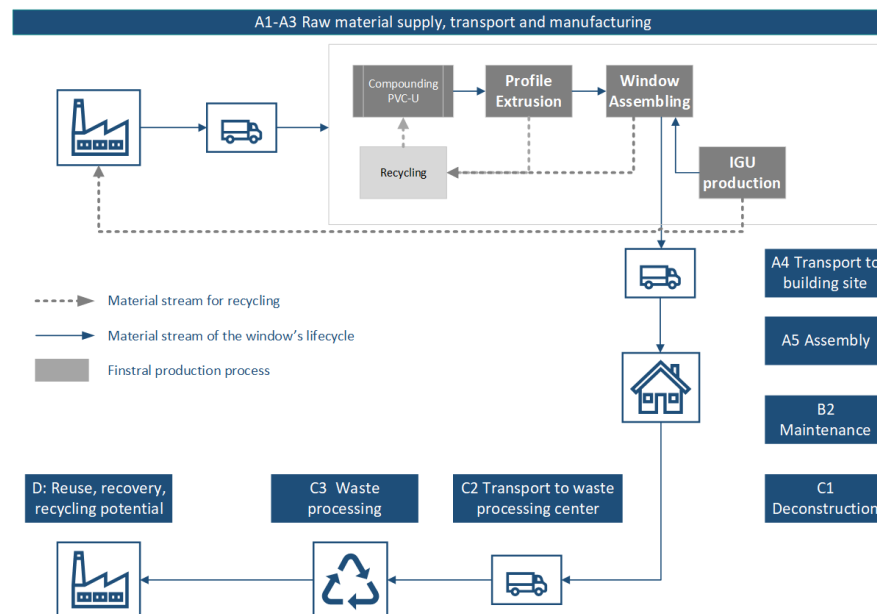 A1-A3 Raw material supply, transport and manufacturing
Compounding
PVC-U
Profile
Extrusion
Window
Assembling
Recycling
IGU
production
A4 Transport to
building site
Material stream for recycling
Material stream of the window's lifecycle
A5 Assembly
Finstral production process
B2
Maintenance
D: Reuse, recovery,
recycling potential
C3 Waste
processing
C2 Transport to waste
processing center
C1
Deconstruction